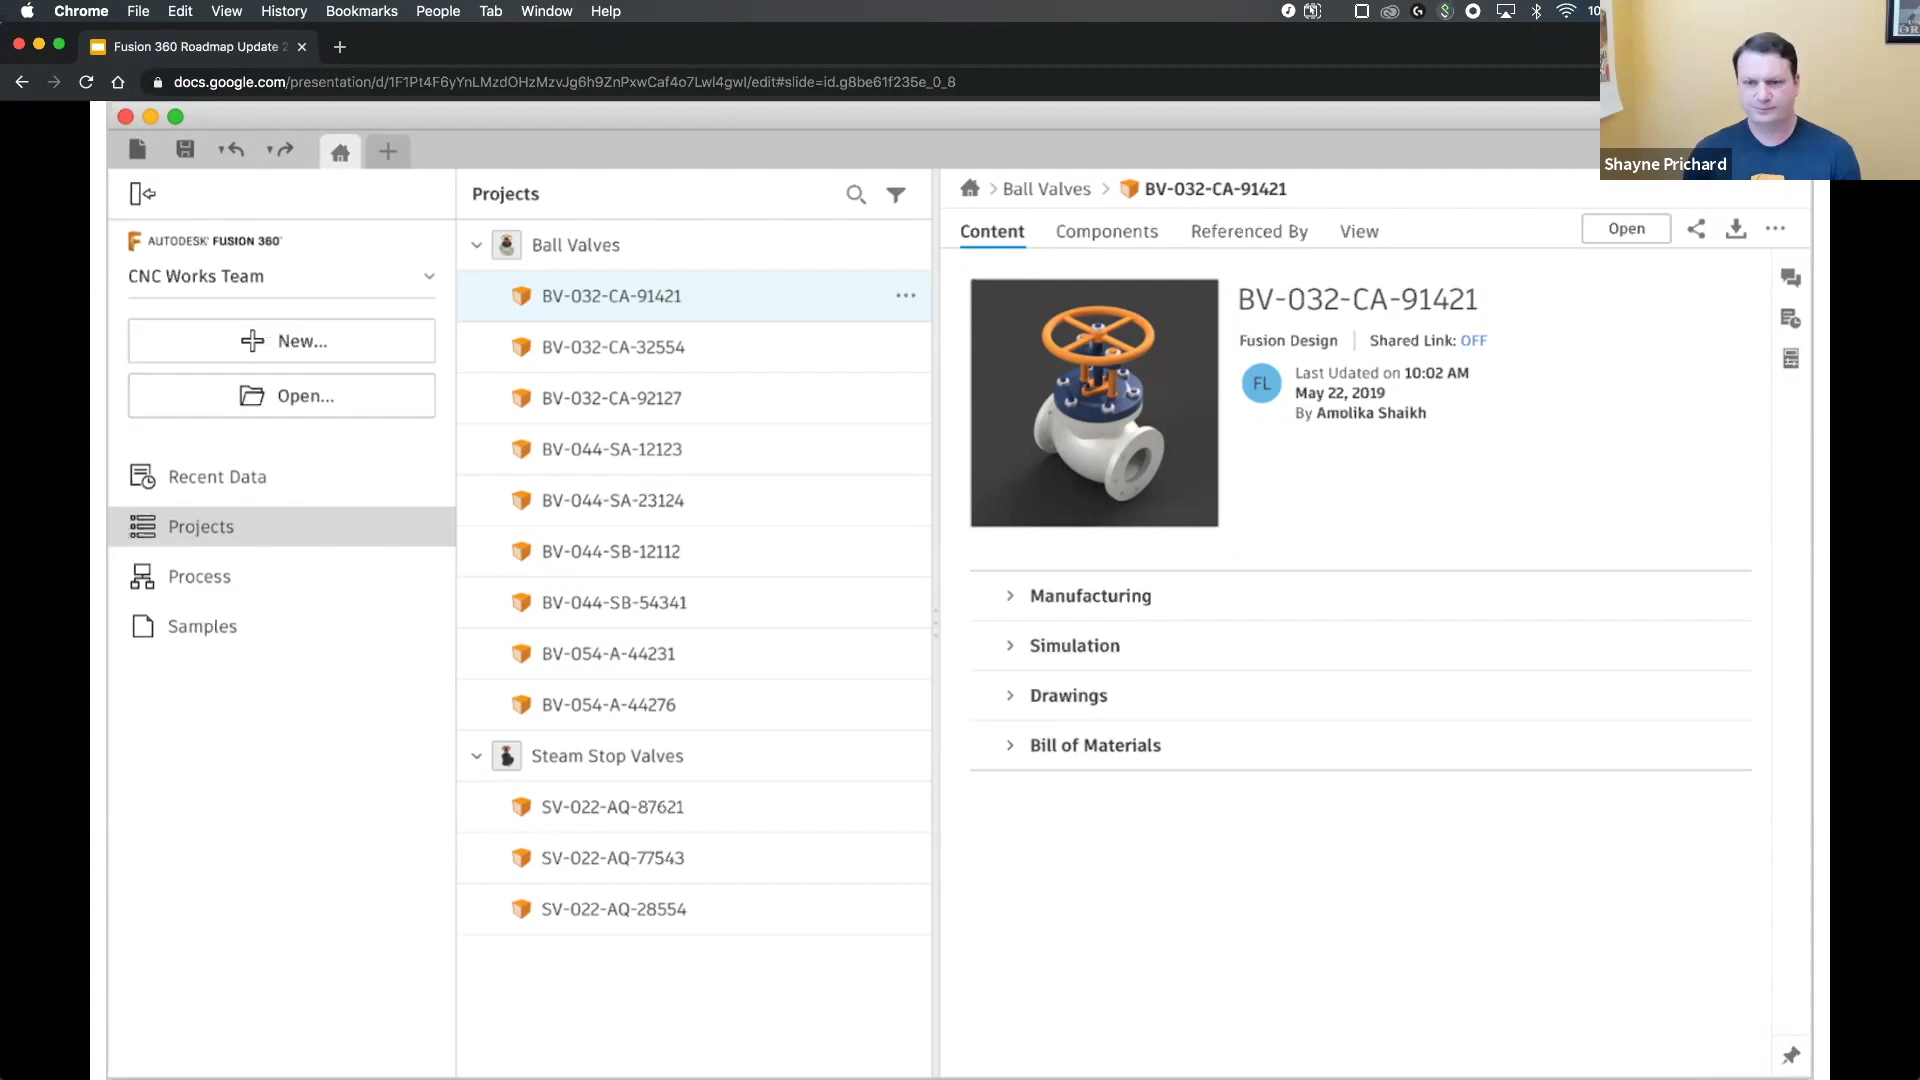 Chrome File Edit View History Bookmarks People Tab Window Help 10
Fusion 360 Roadmap Update 2
docs.google.com/presentation/d/1F1Pt4F6yYnLMzdOHzMzvJg6h9ZnPxwCaf4o7LwI4gwI/edit#slide=id.g8be61f235e_0_8
Shayne Prichard
AUTODESK FUSION 360
CNC Works Team
New...
Open...
Recent Data
Projects
Process
Samples
Projects
Ball Valves
BV-032-CA-91421
BV-032-CA-32554
BV-032-CA-92127
BV-044-SA-12123
BV-044-SA-23124
BV-044-SB-12112
BV-044-SB-54341
BV-054-A-44231
BV-054-A-44276
Steam Stop Valves
SV-022-AQ-87621
SV-022-AQ-77543
SV-022-AQ-28554
Ball Valves > BV-032-CA-91421
Content Components Referenced By View Open
BV-032-CA-91421
Fusion Design Shared Link: OFF
FL
Last Udated on 10:02 AM
May 22, 2019
By Amolika Shaikh
Manufacturing
Simulation
Drawings
Bill of Materials